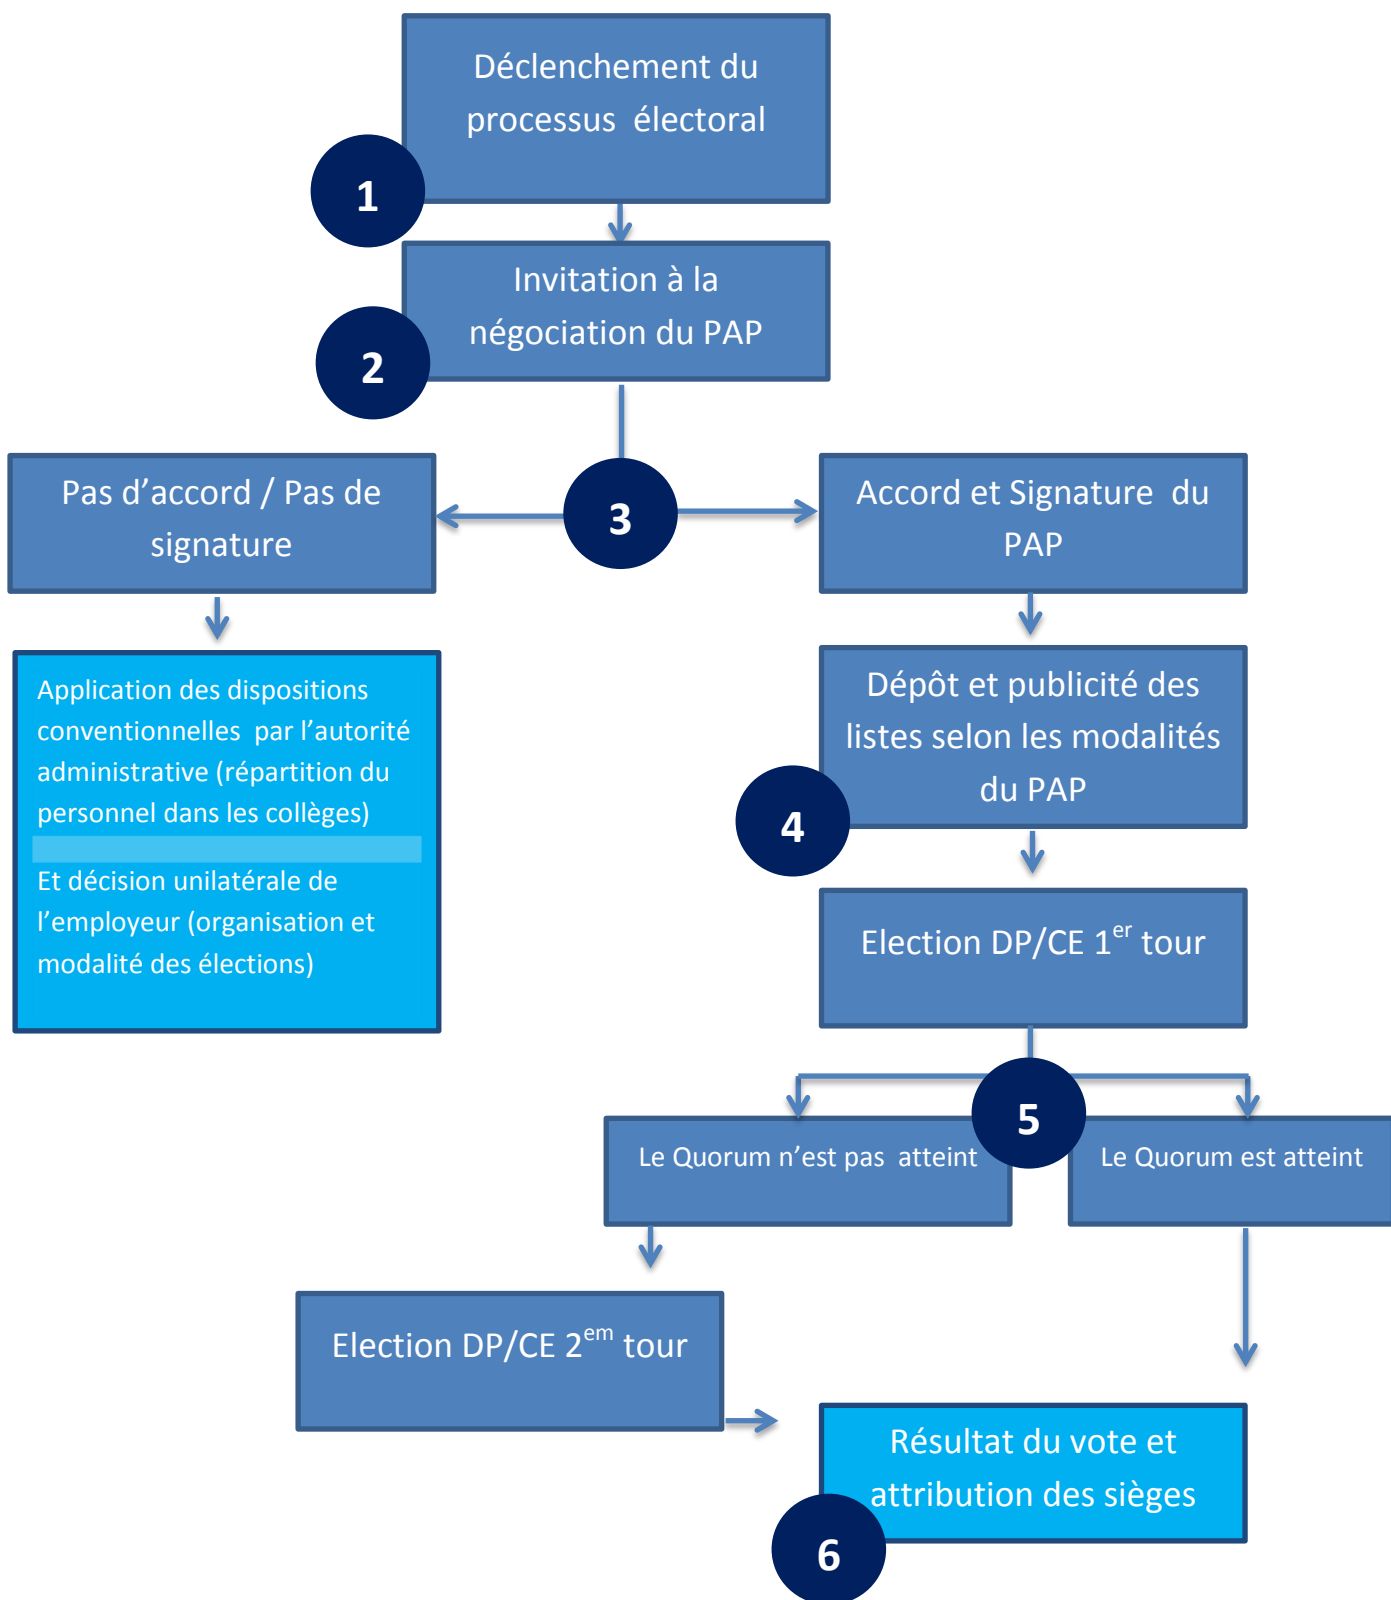 Déclenchement du
processus électoral
1
Invitation à la
négociation du PAP
2
3
Pas d’accord / Pas de
signature
Accord et Signature du
PAP
Application des dispositions
conventionnelles par l’autorité
administrative (répartition du
personnel dans les collèges)
Et décision unilatérale de
l’employeur (organisation et
modalité des élections)
Dépôt et publicité des
listes selon les modalités
du PAP
4
Election DP/CE 1er tour
5
Le Quorum n’est pas atteint
Le Quorum est atteint
Election DP/CE 2em tour
Résultat du vote et
attribution des sièges
6